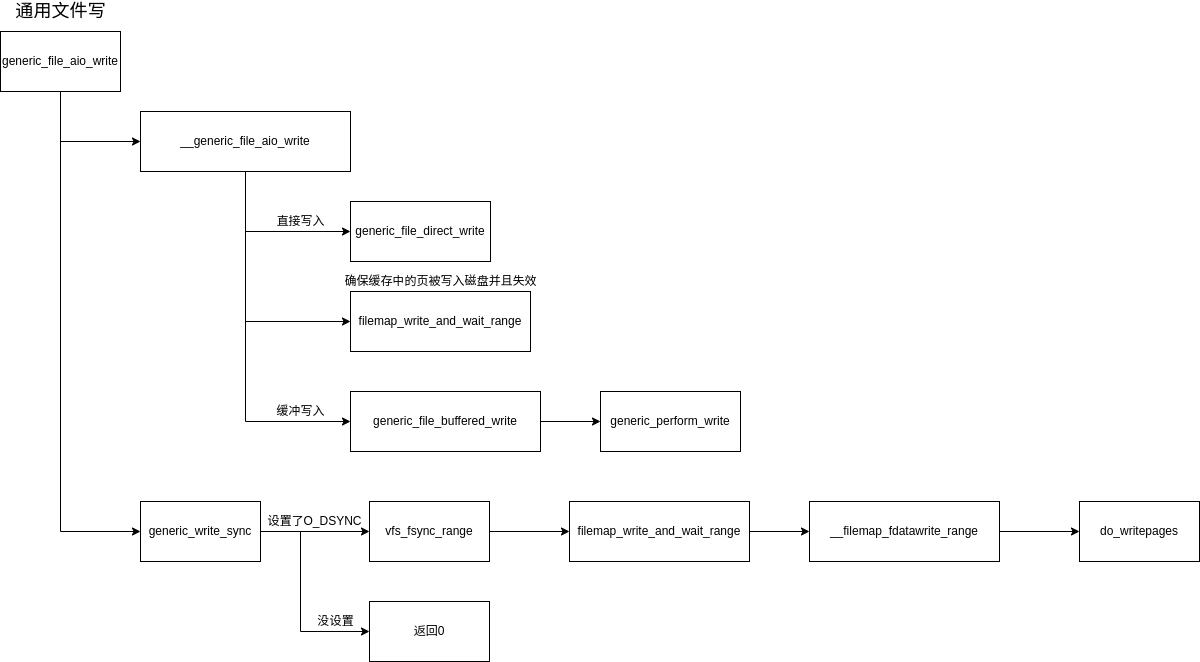 通用文件写
generic_file_aio_write
__generic_file_aio_write
直接写入
generic_file_direct_write
确保缓存中的页被写入磁盘并且失效
filemap_write_and_wait_range
缓冲写入
generic_file_buffered_write
generic_perform_write
generic_write_sync
设置了O_DSYNC
vfs_fsync_range
filemap_write_and_wait_range
__filemap_fdatawrite_range
do_writepages
没设置
返回0